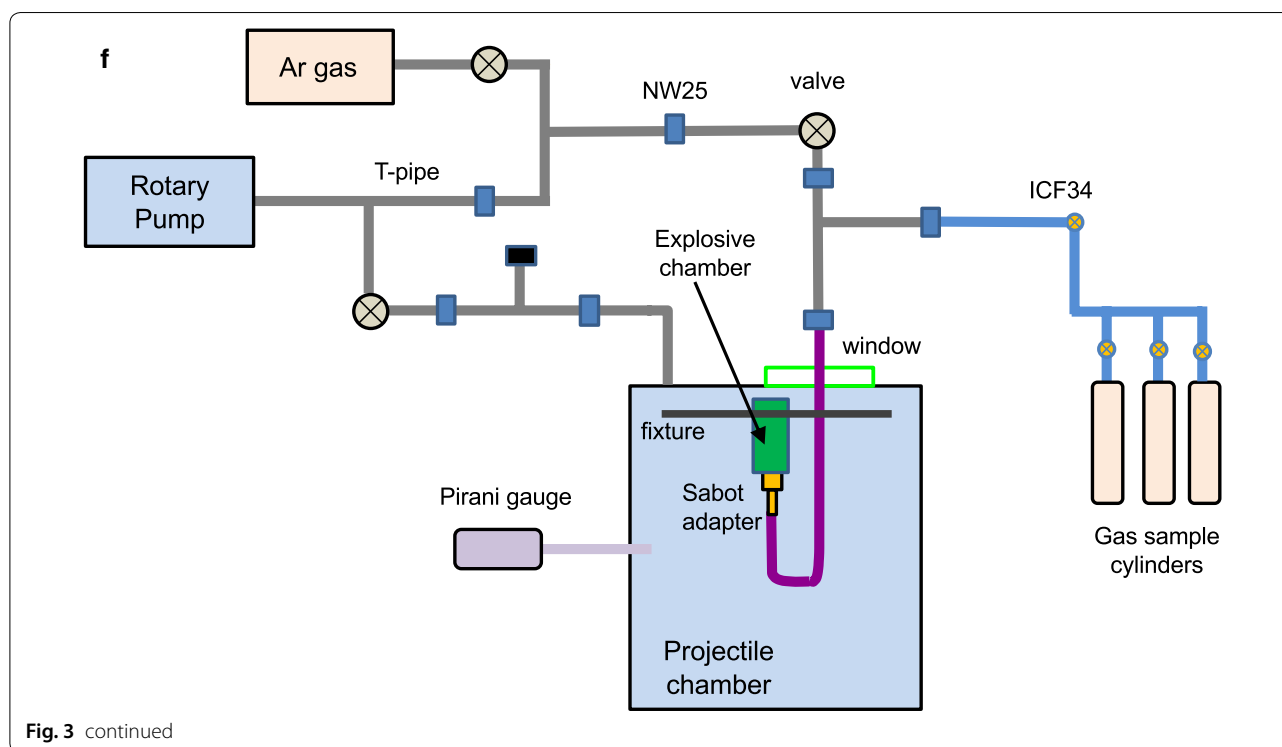 f
Ar gas
NW25
valve
Rotary
Pump
T-pipe
ICF34
Explosive
chamber
window
fixture
Pirani gauge
Sabot
adapter
Gas sample
cylinders
Projectile
chamber
Fig. 3 continued